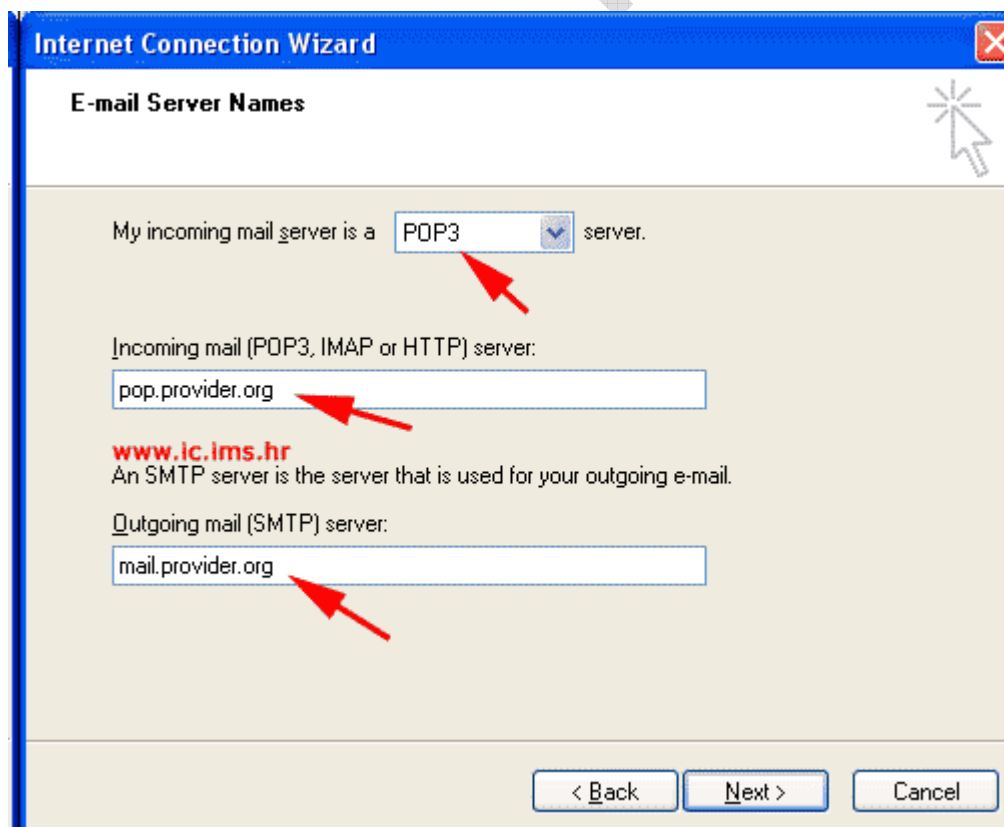 Internet Connection Wizard
E-mail Server Names
My incoming mail server is a POP3 server.
Incoming mail (POP3, IMAP or HTTP) server:
pop.provider.org
www.ic.ims.hr
An SMTP server is the server that is used for your outgoing e-mail.
Outgoing mail (SMTP) server:
mail.provider.org
< Back Next > Cancel